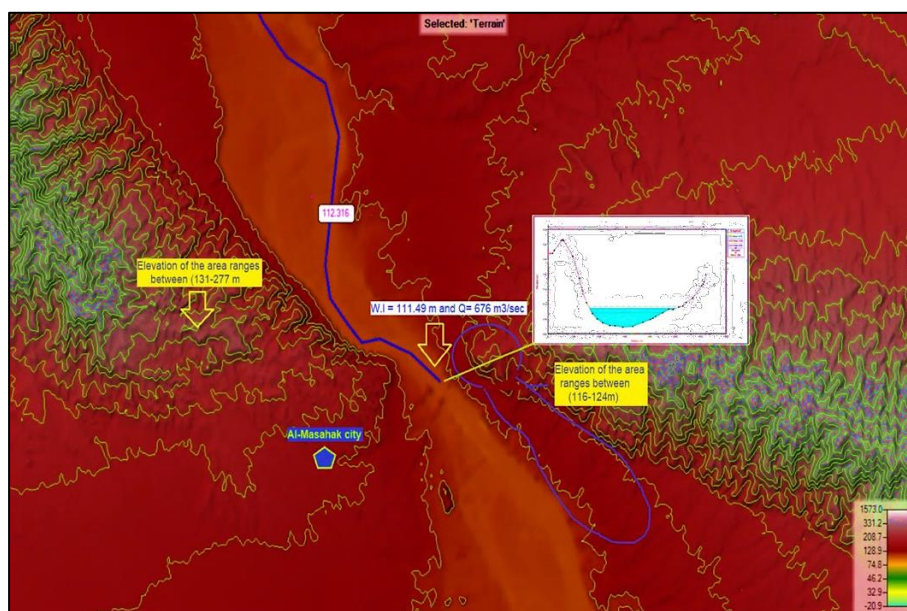 Selected: 'Terrain'
112.316
Elevation of the area ranges
between (131-277 m
W.l = 111.49 m and Q= 676 m3/sec
Elevation of the area
ranges between
(116-124m)
Al-Masahak city
1573.0
331.2
208.7
128.9
74.8
46.2
32.9
-20.9